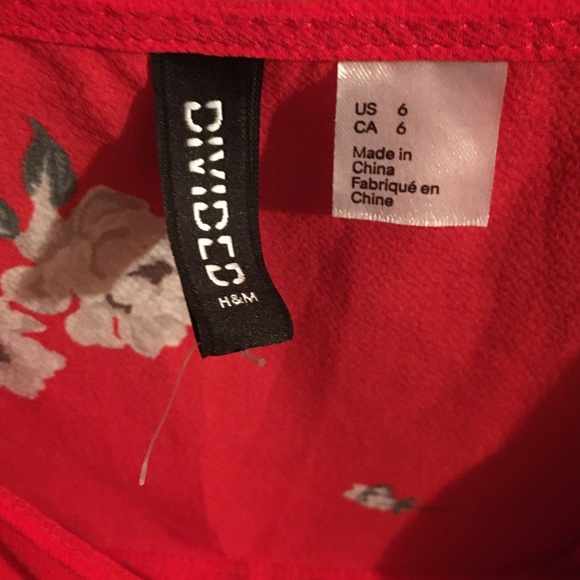 DIVIDED
H&M
US 6
CA 6
Made in
China
Fabriqué en
Chine